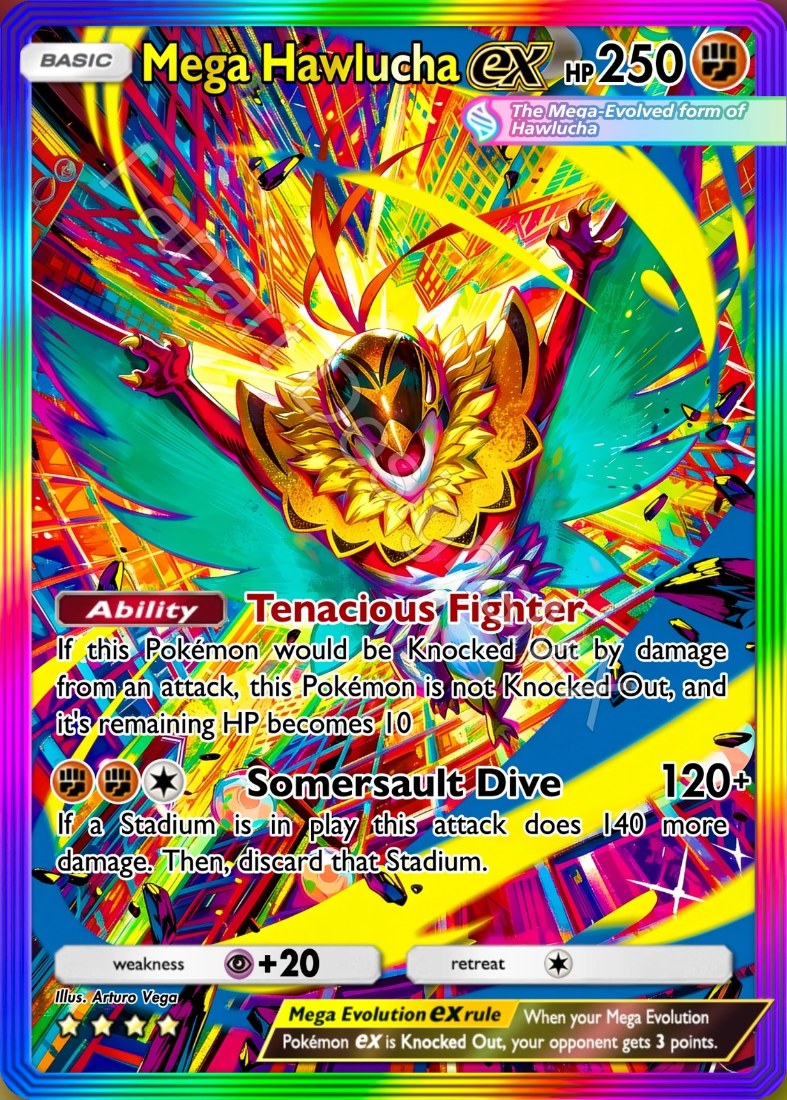 BASIC
Mega Hawlucha ex HP 250
The Mega-Evolved form of
Hawlucha
Ability Tenacious Fighter
If this Pokémon would be Knocked Out by damage
from an attack, this Pokémon is not Knocked Out, and
it's remaining HP becomes 10
Somersault Dive 120+
If a Stadium is in play this attack does 140 more
damage. Then, discard that Stadium.
weakness +20 retreat
Illus. Arturo Vega
Mega Evolution ex rule When your Mega Evolution
Pokémon ex is Knocked Out, your opponent gets 3 points.